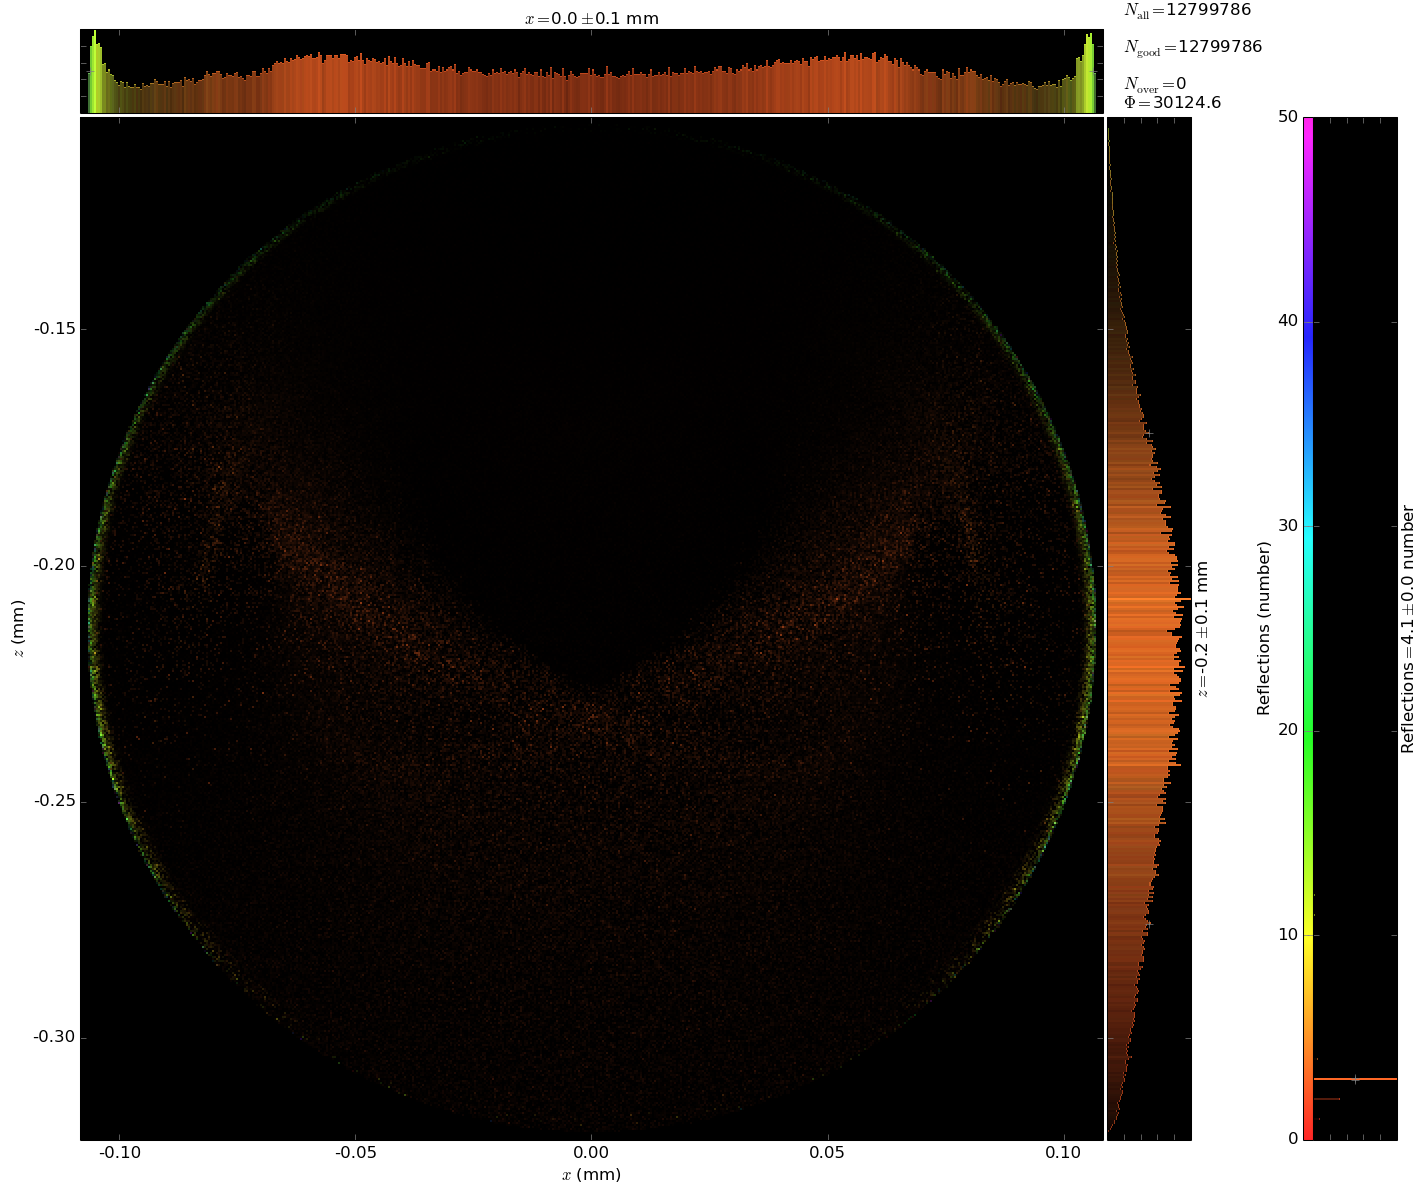 x=0.0±0.1 mm
N_all=12799786
N_good=12799786
N_over=0
Φ=30124.6
-0.15
-0.20
-0.25
-0.30
z (mm)
-0.10
-0.05
0.00
0.05
0.10
x (mm)
z=-0.2±0.1 mm
50
40
30
20
10
0
Reflections (number)
Reflections=4.1±0.0 number